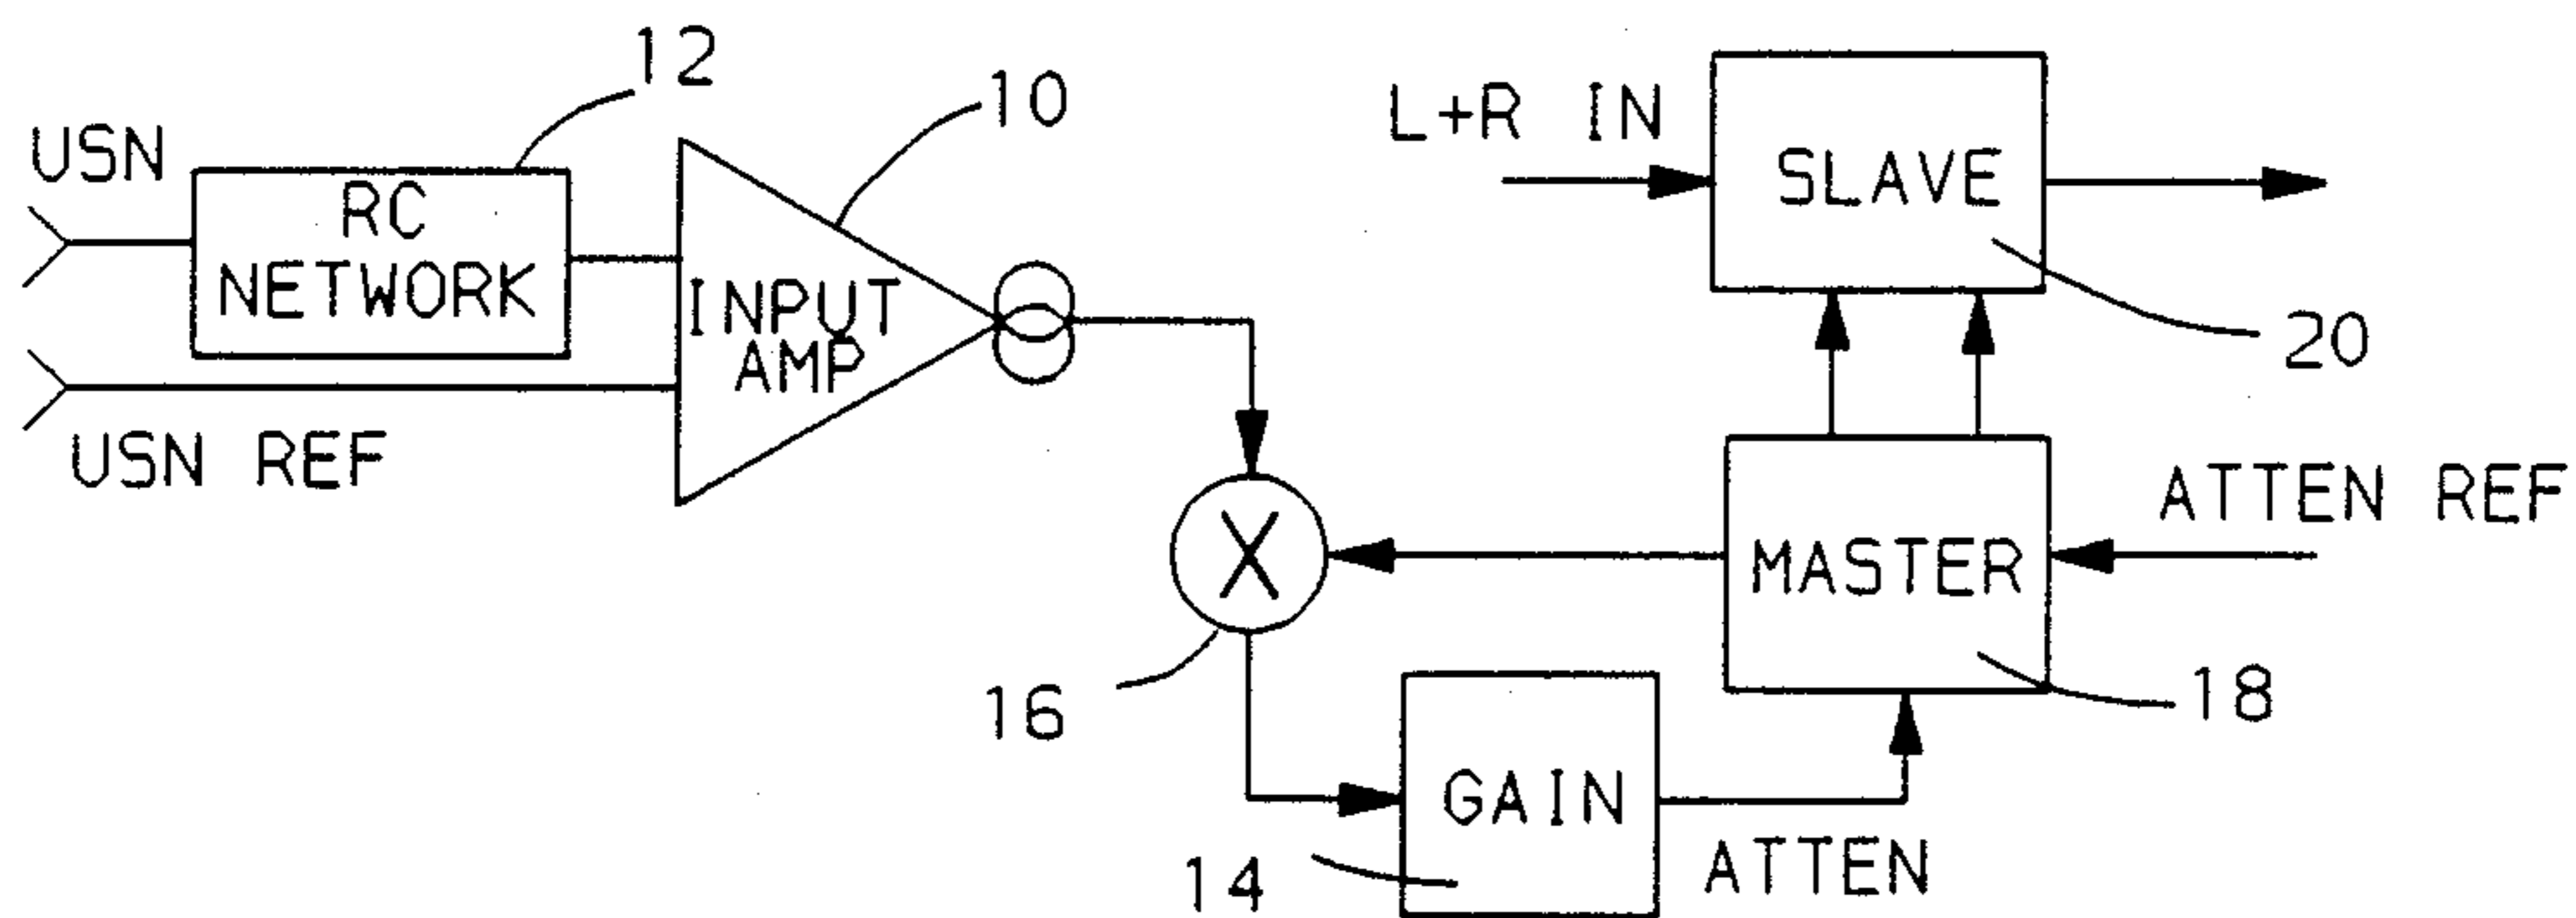 12
10
USN
RC
NETWORK
INPUT
AMP
USN REF
L+R IN
SLAVE
20
ATTEN REF
X
MASTER
16
18
GAIN
14
ATTEN